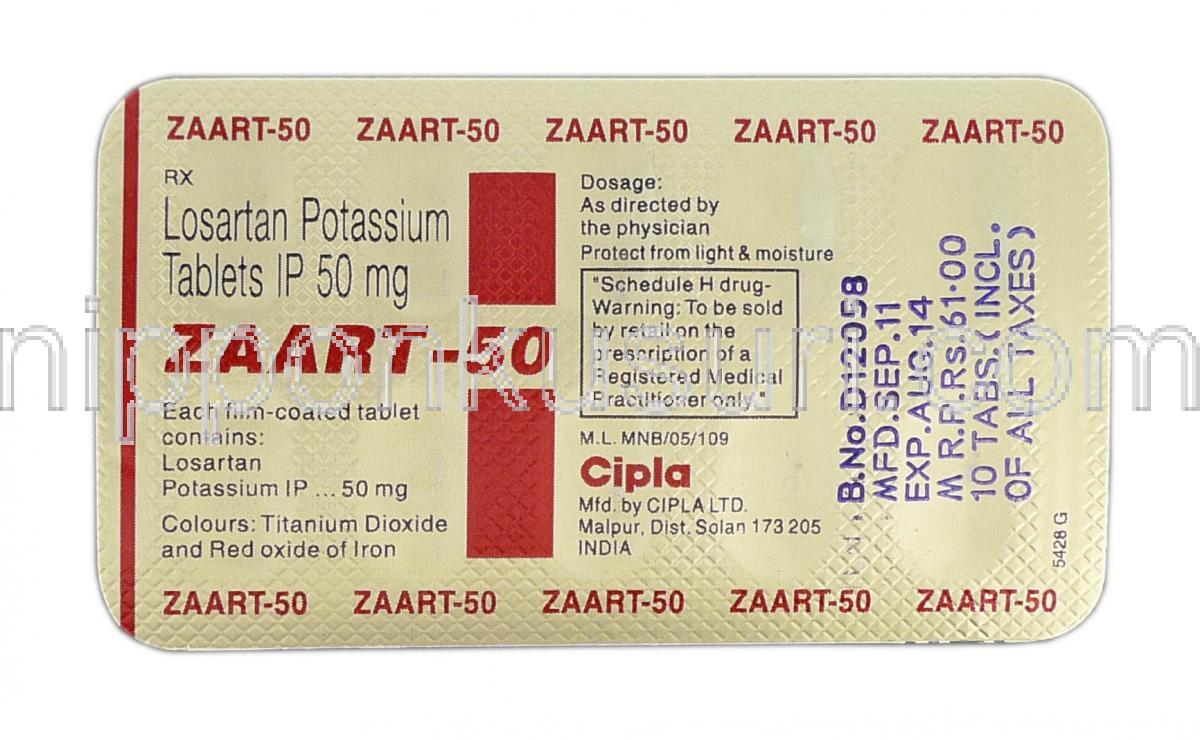 ZAART-50 ZAART-50 ZAART-50 ZAART-50 ZAART-50
RX
Losartan Potassium
Tablets IP 50 mg
ZAART-50
Each film-coated tablet
contains:
Losartan
Potassium IP ... 50 mg
Colours: Titanium Dioxide
and Red oxide of Iron
Dosage:
As directed by
the physician
Protect from light & moisture
"Schedule H drug-
Warning: To be sold
by retail on the
prescription of a
Registered Medical
Practitioner only."
M.L. MNB/05/109
Cipla
Mfd. by CIPLA LTD.
Malpur, Dist. Solan 173 205
INDIA
B.No.D12058
MFD.SEP.11
EXP.AUG.14
M R.P.Rs.61.00
10 TABS.(INCL.
OF ALL TAXES)
5428 G
ZAART-50 ZAART-50 ZAART-50 ZAART-50 ZAART-50
nipponkusuri.com